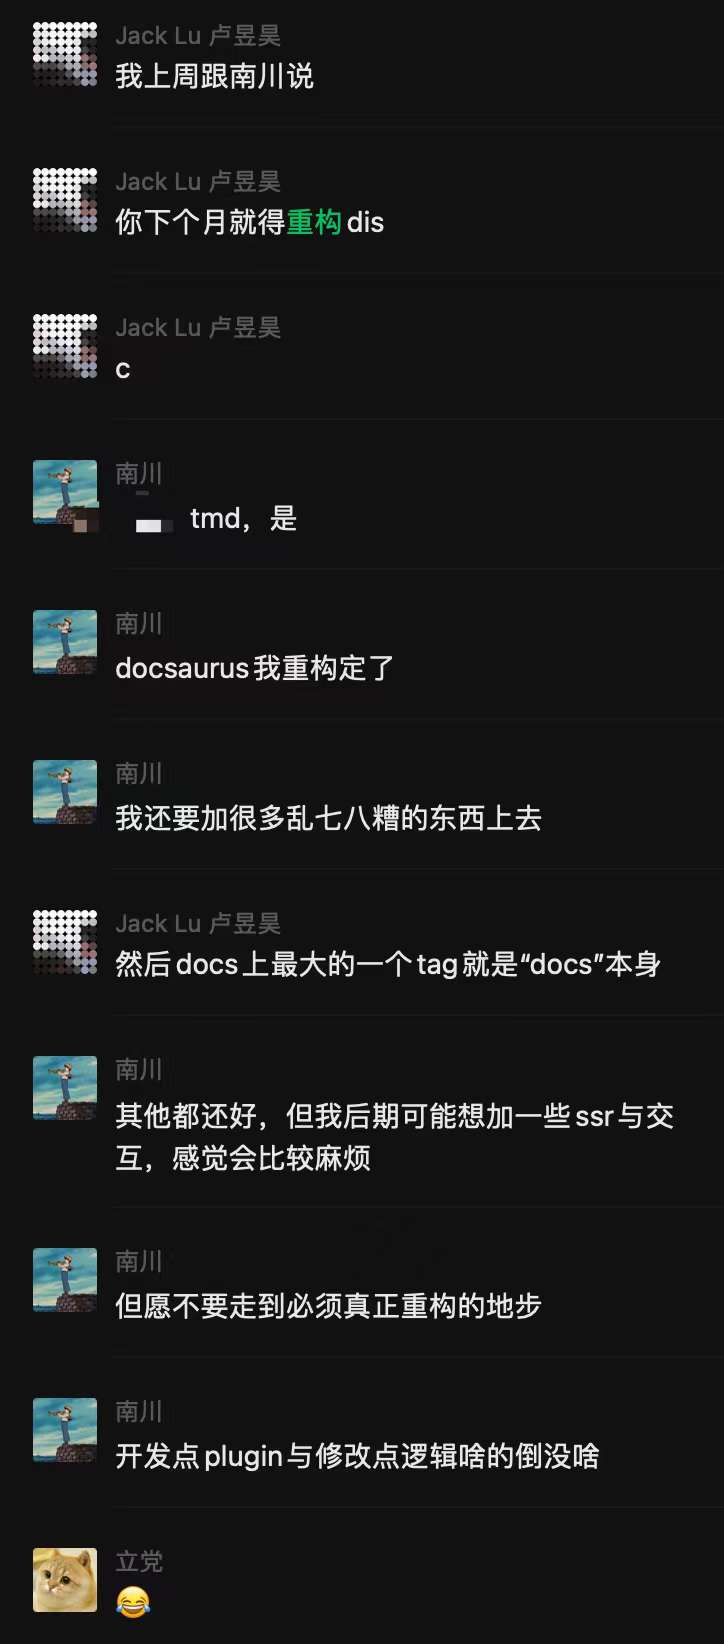 Jack Lu 卢昱昊
我上周跟南川说
Jack Lu 卢昱昊
你下个月就得重构dis
Jack Lu 卢昱昊
c
南川
tmd，是
南川
docsaurus我重构定了
南川
我还要加很多乱七八糟的东西上去
Jack Lu 卢昱昊
然后docs上最大的一个tag就是“docs”本身
南川
其他都还好，但我后期可能想加一些ssr与交
互，感觉会比较麻烦
南川
但愿不要走到必须真正重构的地步
南川
开发点plugin与修改点逻辑啥的倒没啥
立党
😂